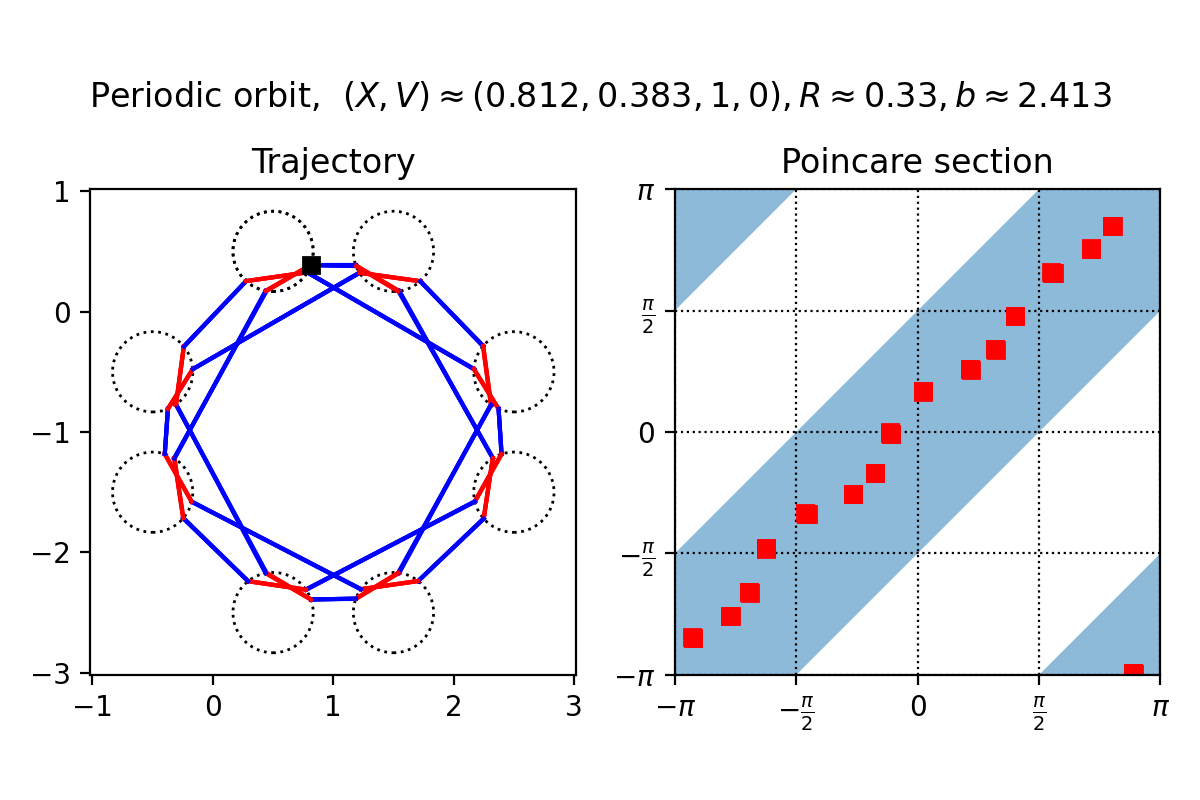 Periodic orbit, (X, V) ≈ (0.812, 0.383, 1, 0), R ≈ 0.33, b ≈ 2.413
Trajectory
Poincare section
1
0
−1
−2
−3
−1 0 1 2 3
π
π/2
0
−π/2
−π
−π −π/2 0 π/2 π